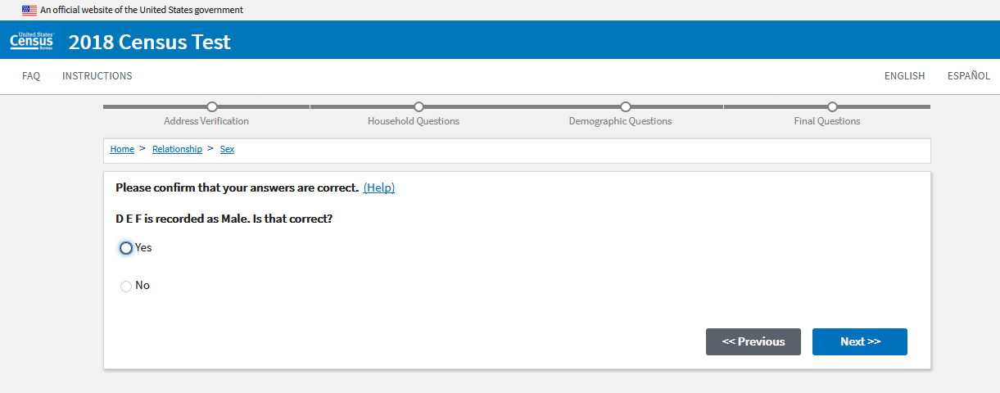 An official website of the United States government
United States
Census
Bureau
2018 Census Test
FAQ INSTRUCTIONS ENGLISH ESPAÑOL
Address Verification Household Questions Demographic Questions Final Questions
Home > Relationship > Sex
Please confirm that your answers are correct. (Help)
D E F is recorded as Male. Is that correct?
Yes
No
<< Previous Next >>